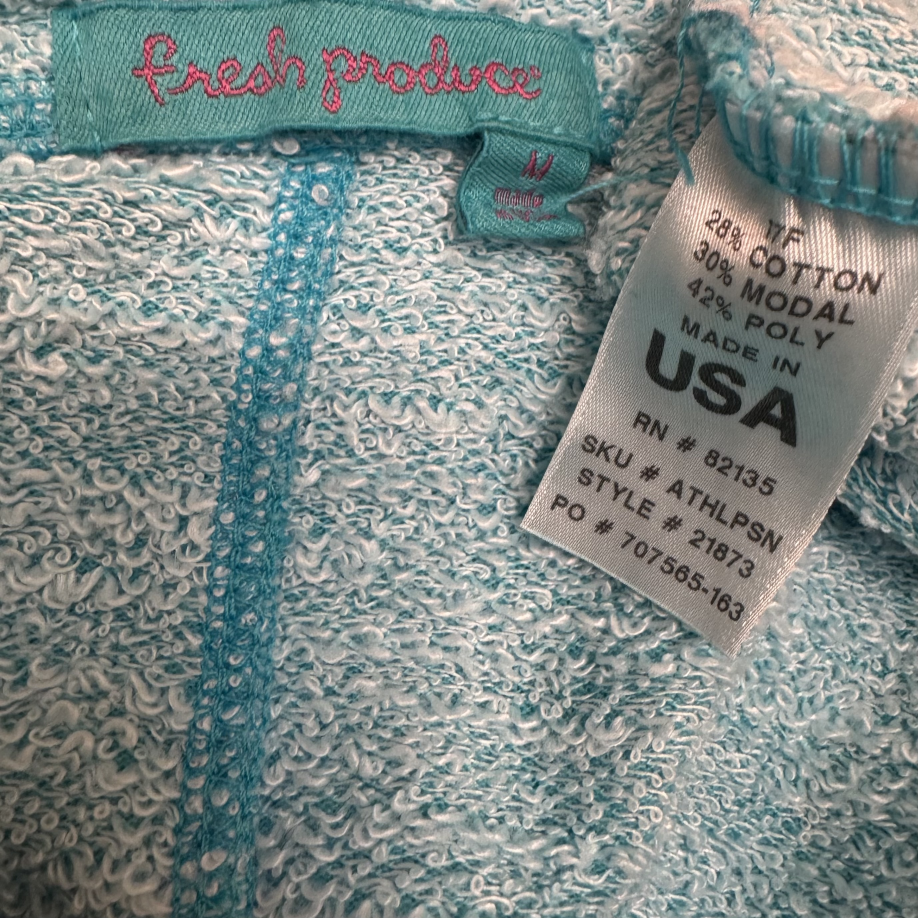 fresh produce
M
made
T/F
28% COTTON
30% MODAL
42% POLY
MADE IN
USA
RN # 82135
SKU # ATHLPSN
STYLE # 21873
PO # 707565-163